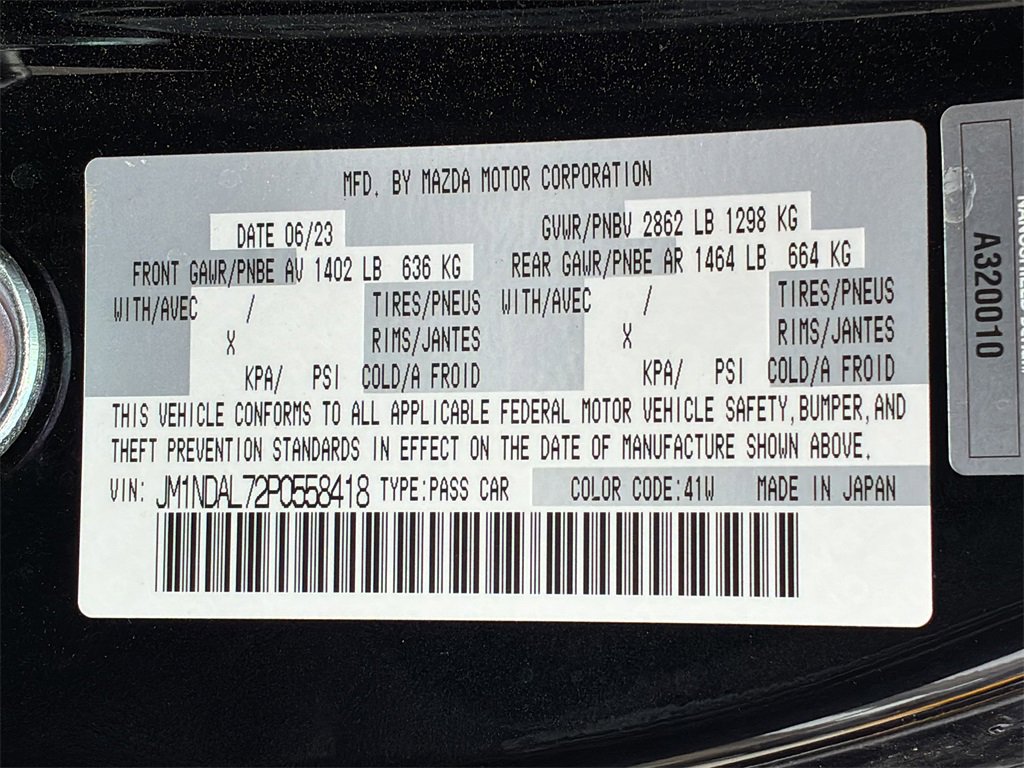 MFD. BY MAZDA MOTOR CORPORATION
DATE 06/23 GVWR/PNBV 2862 LB 1298 KG
FRONT GAWR/PNBE AV 1402 LB 636 KG REAR GAWR/PNBE AR 1464 LB 664 KG
WITH/AVEC / TIRES/PNEUS WITH/AVEC / TIRES/PNEUS
X RIMS/JANTES X RIMS/JANTES
KPA/ PSI COLD/A FROID KPA/ PSI COLD/A FROID
THIS VEHICLE CONFORMS TO ALL APPLICABLE FEDERAL MOTOR VEHICLE SAFETY, BUMPER, AND
THEFT PREVENTION STANDARDS IN EFFECT ON THE DATE OF MANUFACTURE SHOWN ABOVE.
VIN: JM1NDAL72P0558418 TYPE:PASS CAR COLOR CODE:41W MADE IN JAPAN
A320010